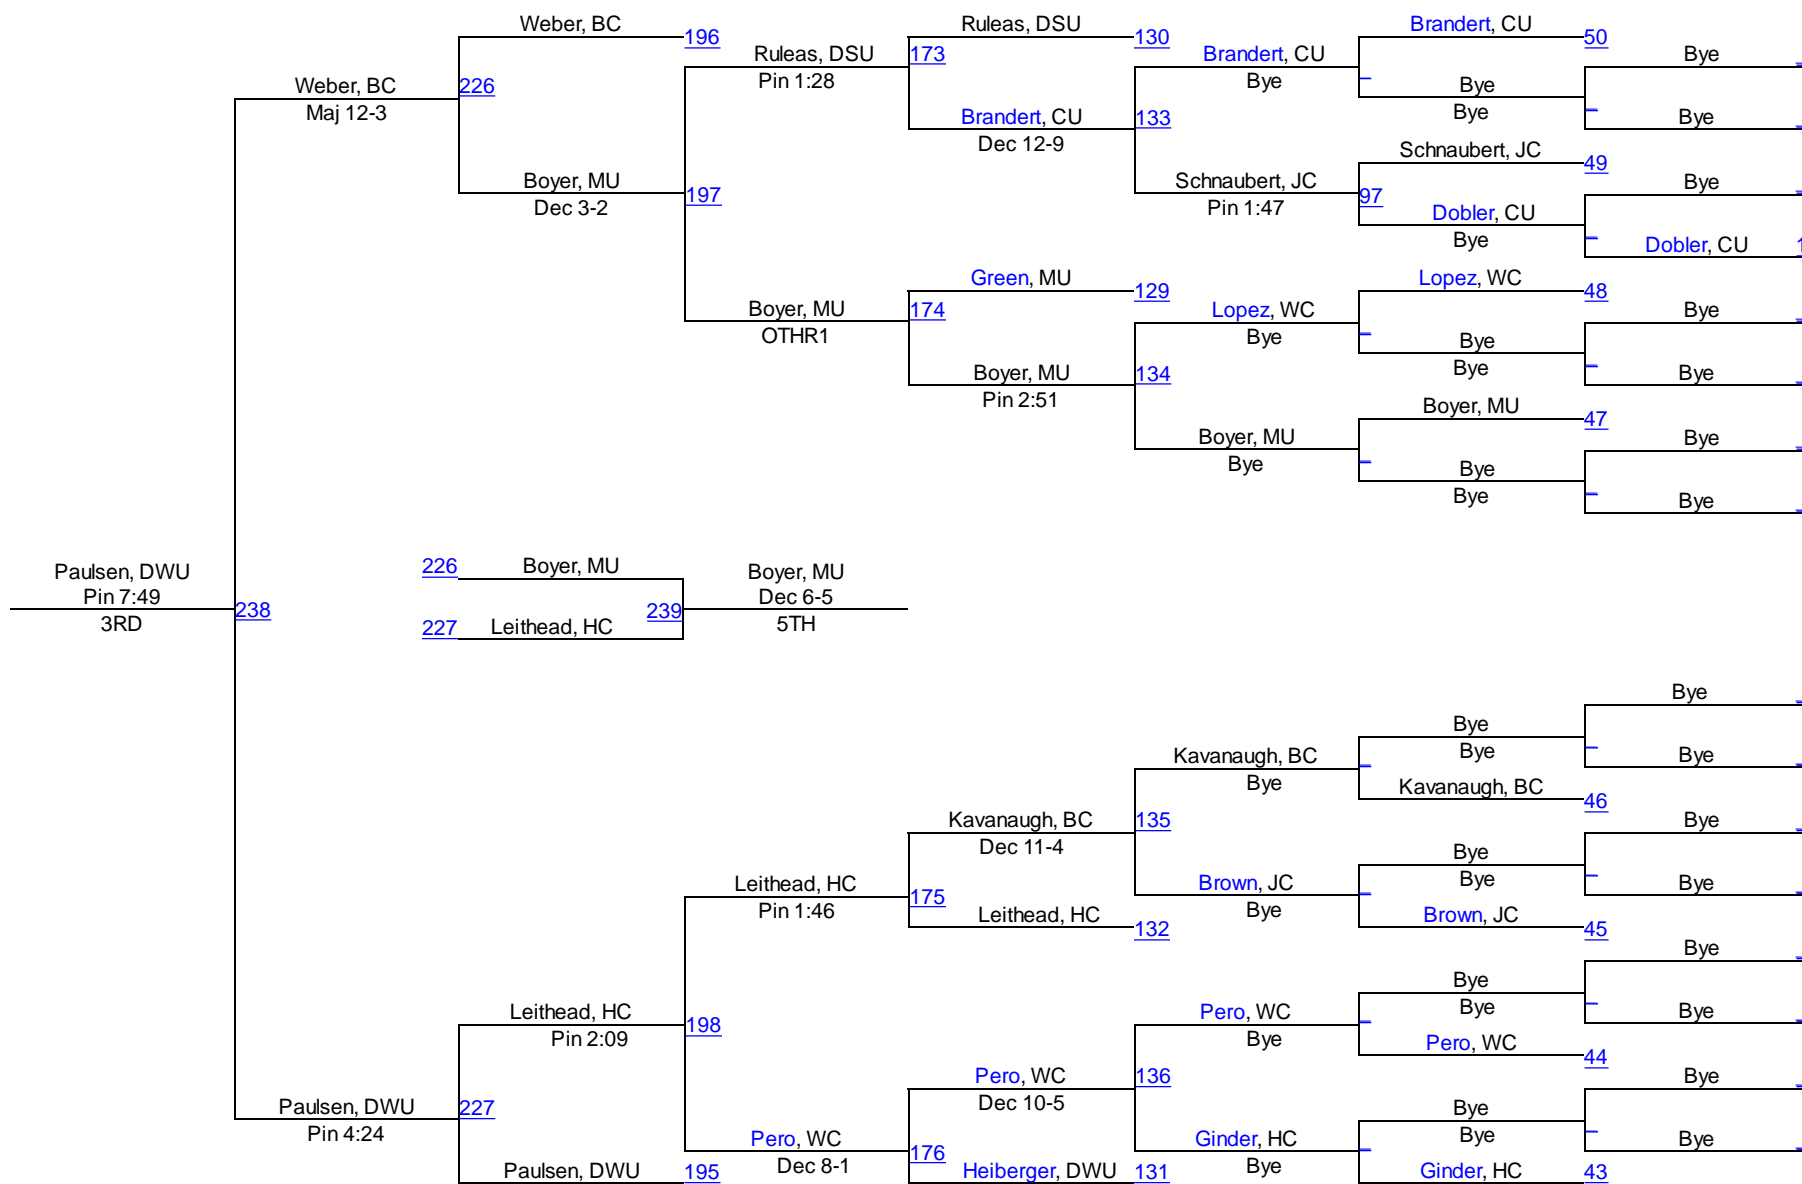 Weber, BC
196
Ruleas, DSU
130
Brandert, CU
50
Ruleas, DSU
173
Brandert, CU
Bye
Weber, BC
226
Pin 1:28
Bye
Bye
Maj 12-3
Brandert, CU
133
Bye
Bye
Dec 12-9
Schnaubert, JC
49
Boyer, MU
197
Schnaubert, JC
97
Bye
Dec 3-2
Pin 1:47
Dobler, CU
Bye
Dobler, CU
Green, MU
129
Lopez, WC
48
Boyer, MU
174
Lopez, WC
Bye
OTHR1
Bye
Bye
Boyer, MU
134
Bye
Bye
Pin 2:51
Boyer, MU
47
Boyer, MU
Bye
Bye
Bye
Bye
Bye
Paulsen, DWU
226
Boyer, MU
Boyer, MU
Pin 7:49
238
239
Dec 6-5
3RD
227
Leithead, HC
5TH
Bye
Bye
Kavanaugh, BC
Bye
Bye
Bye
Kavanaugh, BC
46
Kavanaugh, BC
135
Bye
Dec 11-4
Bye
Leithead, HC
175
Brown, JC
Bye
Bye
Pin 1:46
Leithead, HC
132
Bye
Brown, JC
45
Bye
Bye
Leithead, HC
198
Pero, WC
Bye
Bye
Pin 2:09
Bye
Pero, WC
44
Pero, WC
136
Bye
Paulsen, DWU
227
Dec 10-5
Bye
Pin 4:24
Pero, WC
176
Ginder, HC
Bye
Bye
Dec 8-1
Bye
Paulsen, DWU
195
Heiberger, DWU
131
Ginder, HC
43